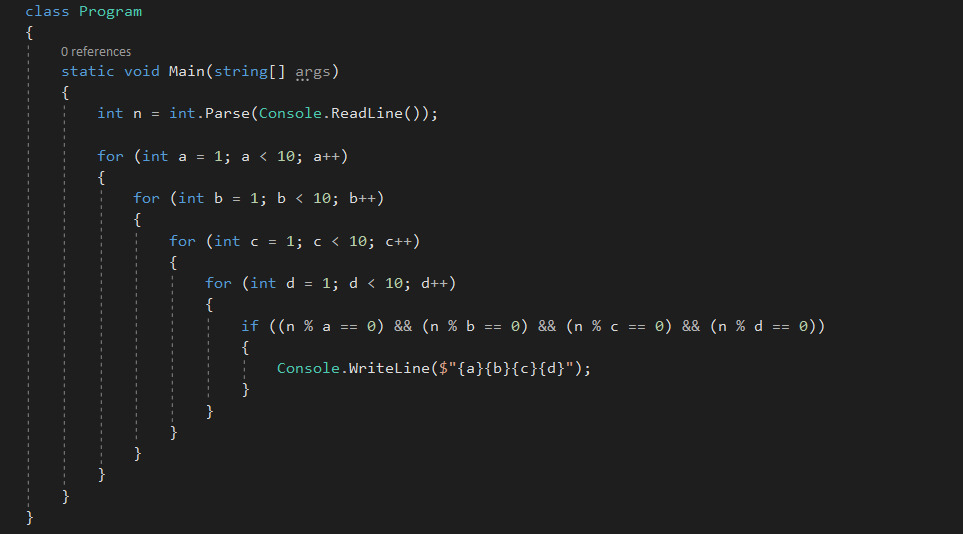 class Program
{
0 references
static void Main(string[] args)
{
int n = int.Parse(Console.ReadLine());
for (int a = 1; a < 10; a++)
{
for (int b = 1; b < 10; b++)
{
for (int c = 1; c < 10; c++)
{
for (int d = 1; d < 10; d++)
{
if ((n % a == 0) && (n % b == 0) && (n % c == 0) && (n % d == 0))
{
Console.WriteLine($"{a}{b}{c}{d}");
}
}
}
}
}
}
}